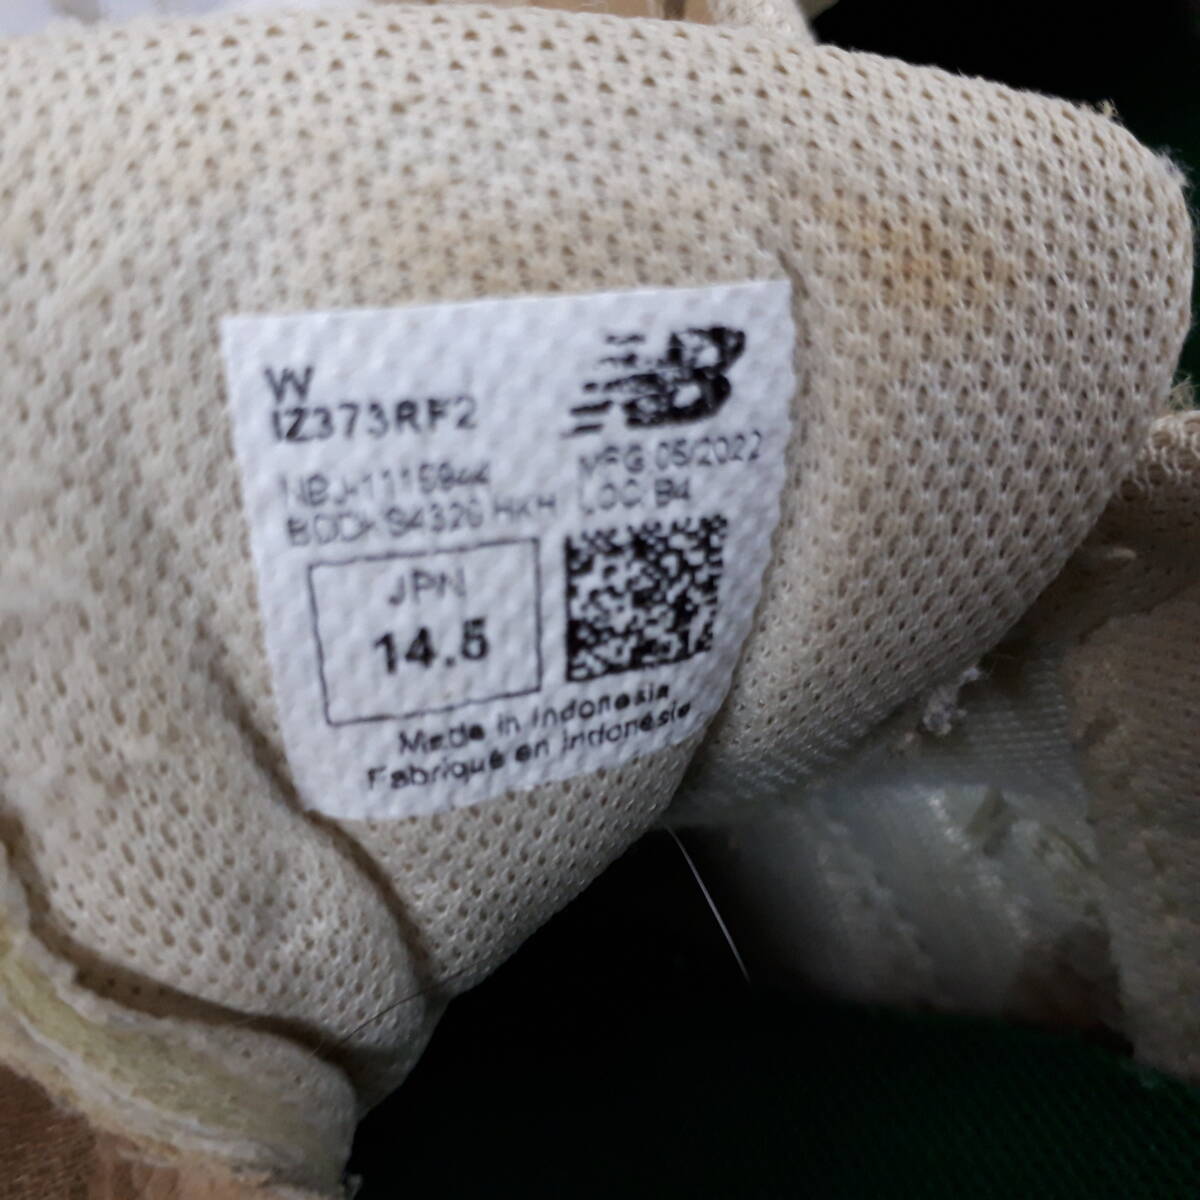 W
IZ373RF2
MFG 05/2022
LOC: B4
JPN
14.5
Made in Indonesia
Fabriqué en Indonésie